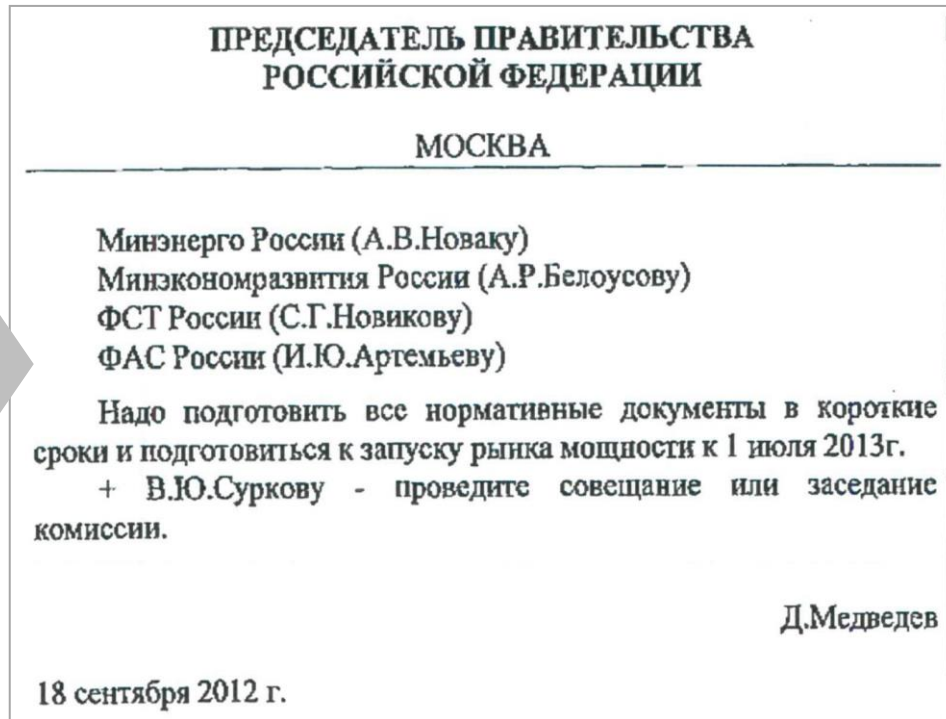 ПРЕДСЕДАТЕЛЬ ПРАВИТЕЛЬСТВА
РОССИЙСКОЙ ФЕДЕРАЦИИ
МОСКВА
Минэнерго России (А.В.Новаку)
Минэкономразвития России (А.Р.Белоусову)
ФСТ России (С.Г.Новикову)
ФАС России (И.Ю.Артемьеву)
Надо подготовить все нормативные документы в короткие
сроки и подготовиться к запуску рынка мощности к 1 июля 2013г.
+ В.Ю.Суркову - проведите совещание или заседание
комиссии.
Д.Медведев
18 сентября 2012 г.